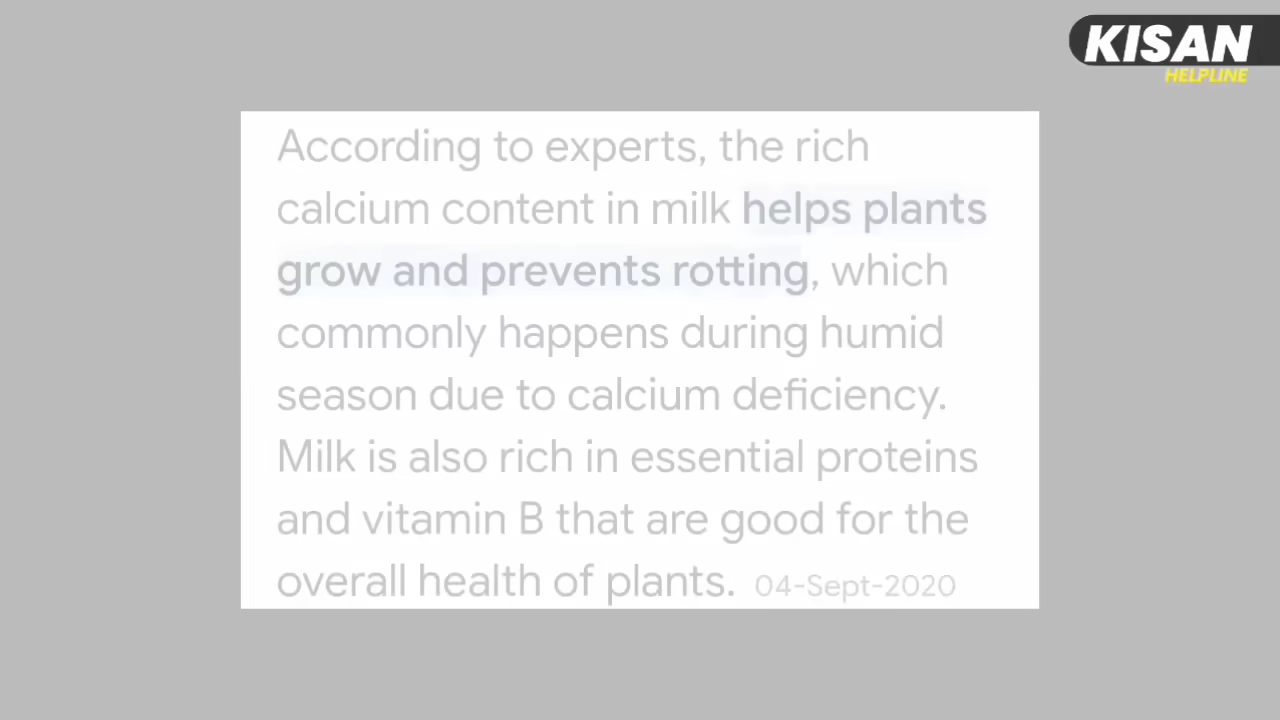 KISAN
HELPLINE
According to experts, the rich
calcium content in milk helps plants
grow and prevents rotting, which
commonly happens during humid
season due to calcium deficiency.
Milk is also rich in essential proteins
and vitamin B that are good for the
overall health of plants. 04-Sept-2020